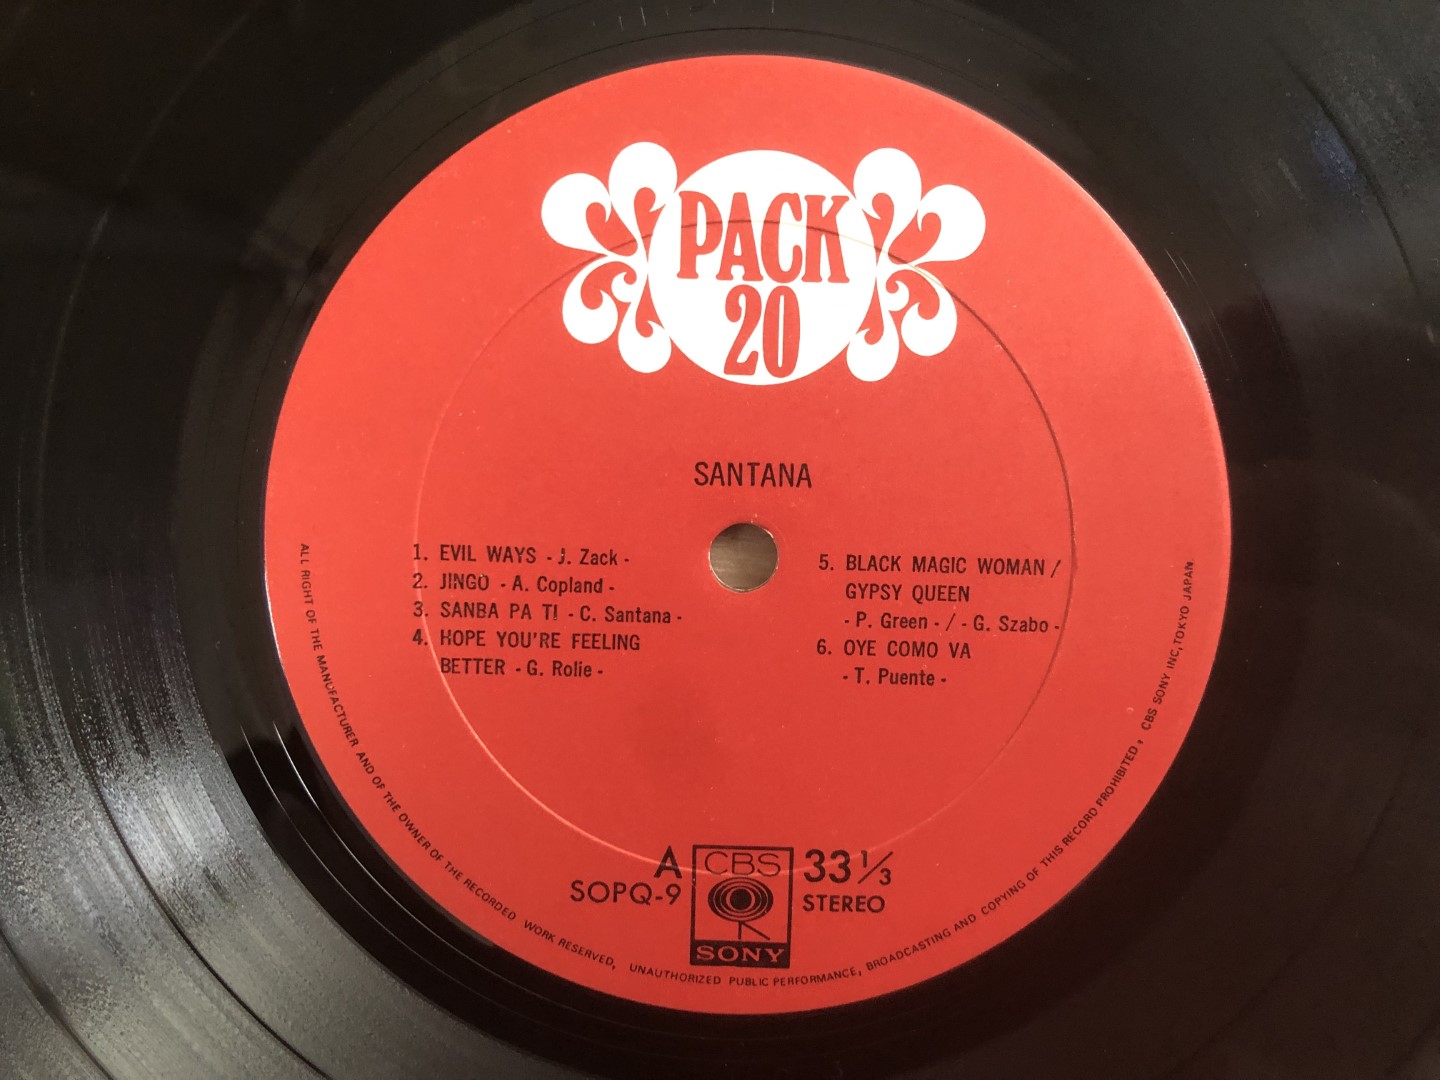 PACK
20
SANTANA
1. EVIL WAYS - J. Zack -
2. JINGO - A. Copland -
3. SANBA PA TI - C. Santana -
4. HOPE YOU'RE FEELING
BETTER - G. Rolie -
5. BLACK MAGIC WOMAN /
GYPSY QUEEN
- P. Green - / - G. Szabo -
6. OYE COMO VA
- T. Puente -
A
SOPQ-9
CBS
SONY
33 1/3
STEREO
ALL RIGHT OF THE MANUFACTURER AND OF THE OWNER OF THE RECORDED WORK RESERVED, UNAUTHORIZED PUBLIC PERFORMANCE, BROADCASTING AND COPYING OF THIS RECORD PROHIBITED, CBS SONY INC, TOKYO JAPAN